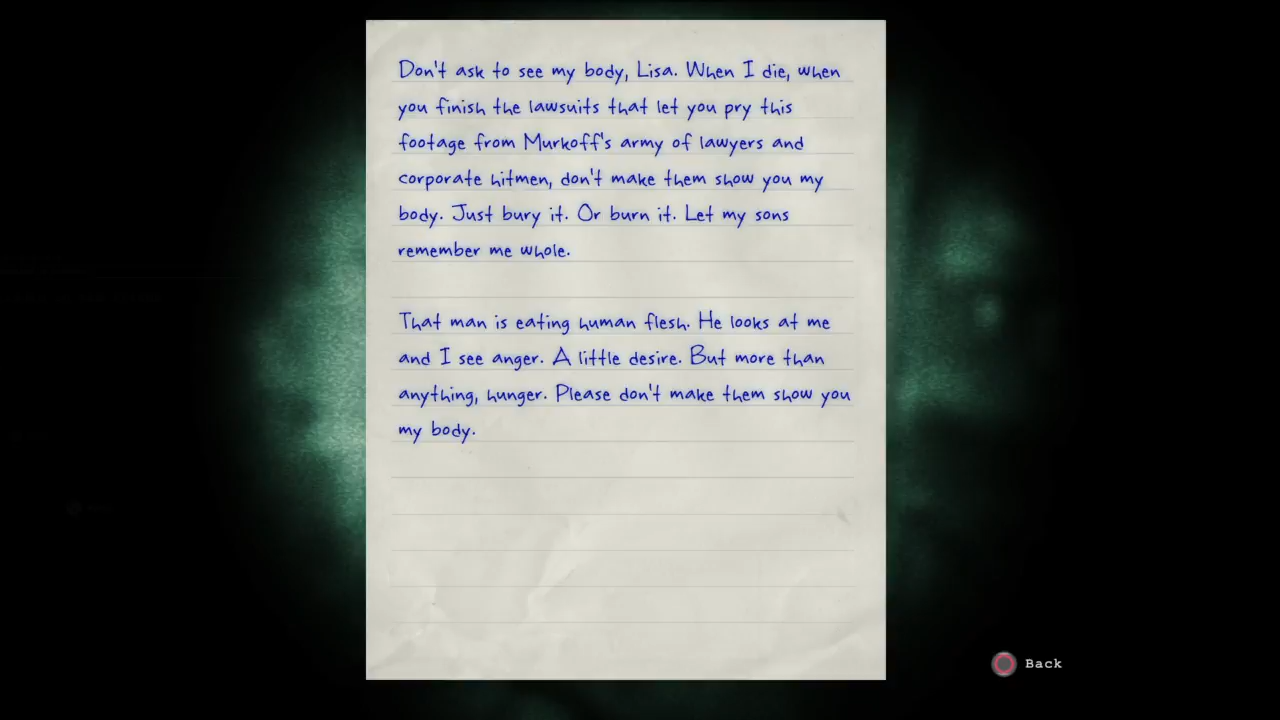 Don't ask to see my body, Lisa. When I die, when
you finish the lawsuits that let you pry this
footage from Murkoff's army of lawyers and
corporate hitmen, don't make them show you my
body. Just bury it. Or burn it. Let my sons
remember me whole.
That man is eating human flesh. He looks at me
and I see anger. A little desire. But more than
anything, hunger. Please don't make them show you
my body.
Back